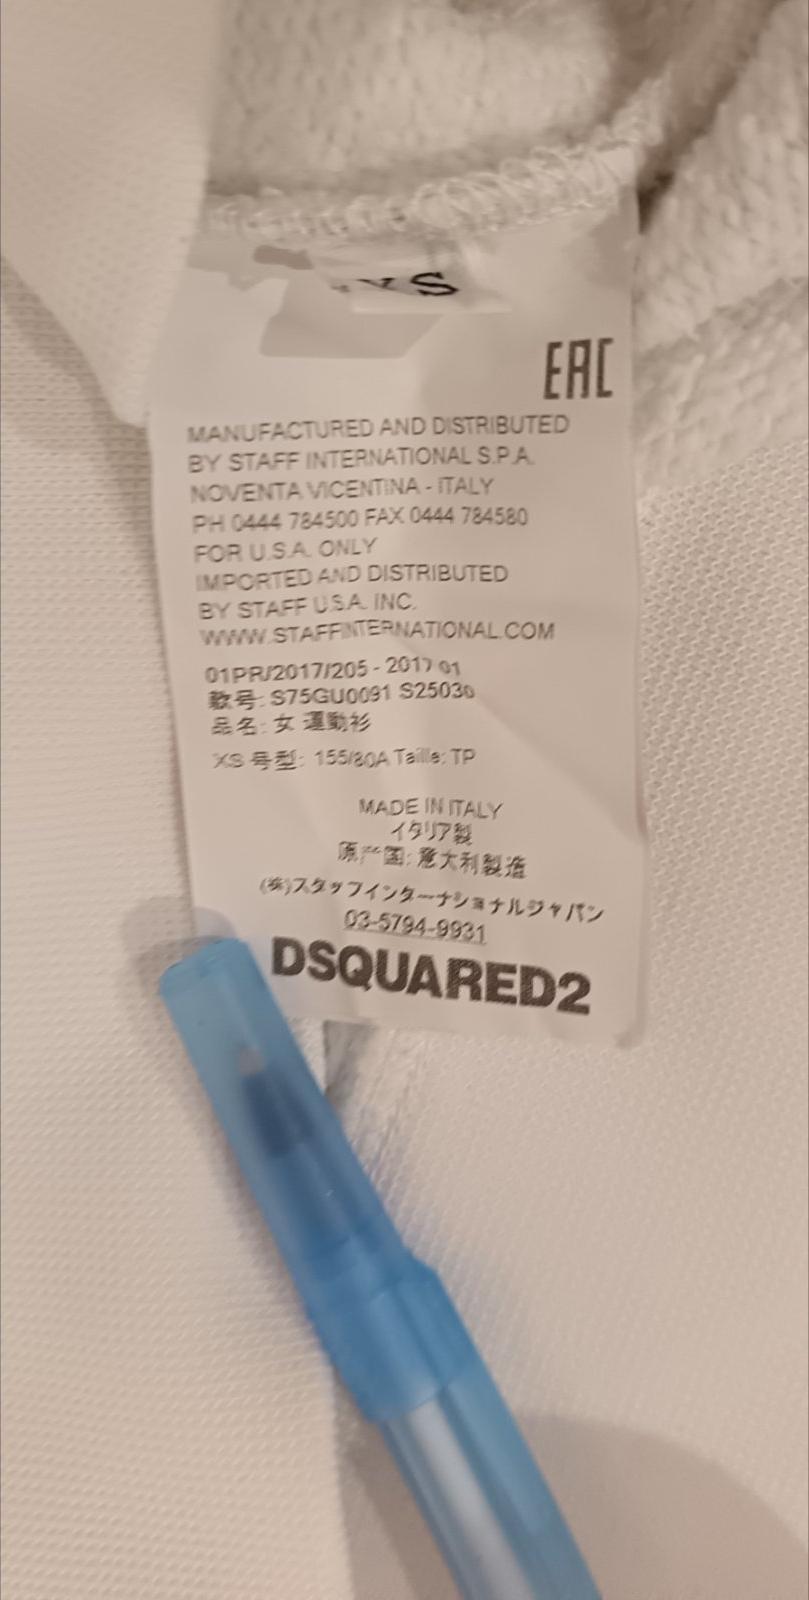 XS
EAC
MANUFACTURED AND DISTRIBUTED
BY STAFF INTERNATIONAL S.P.A.
NOVENTA VICENTINA - ITALY
PH 0444 784500 FAX 0444 784580
FOR U.S.A. ONLY
IMPORTED AND DISTRIBUTED
BY STAFF U.S.A. INC.
WWW.STAFFINTERNATIONAL.COM
01PR/2017/205 - 2017 01
款号: S75GU0091 S25030
品名: 女 運動衫
XS 号型: 155/80A Taille: TP
MADE IN ITALY
イタリア製
原产国: 意大利製造
(株)スタッフインターナショナルジャパン
03-5794-9931
DSQUARED2